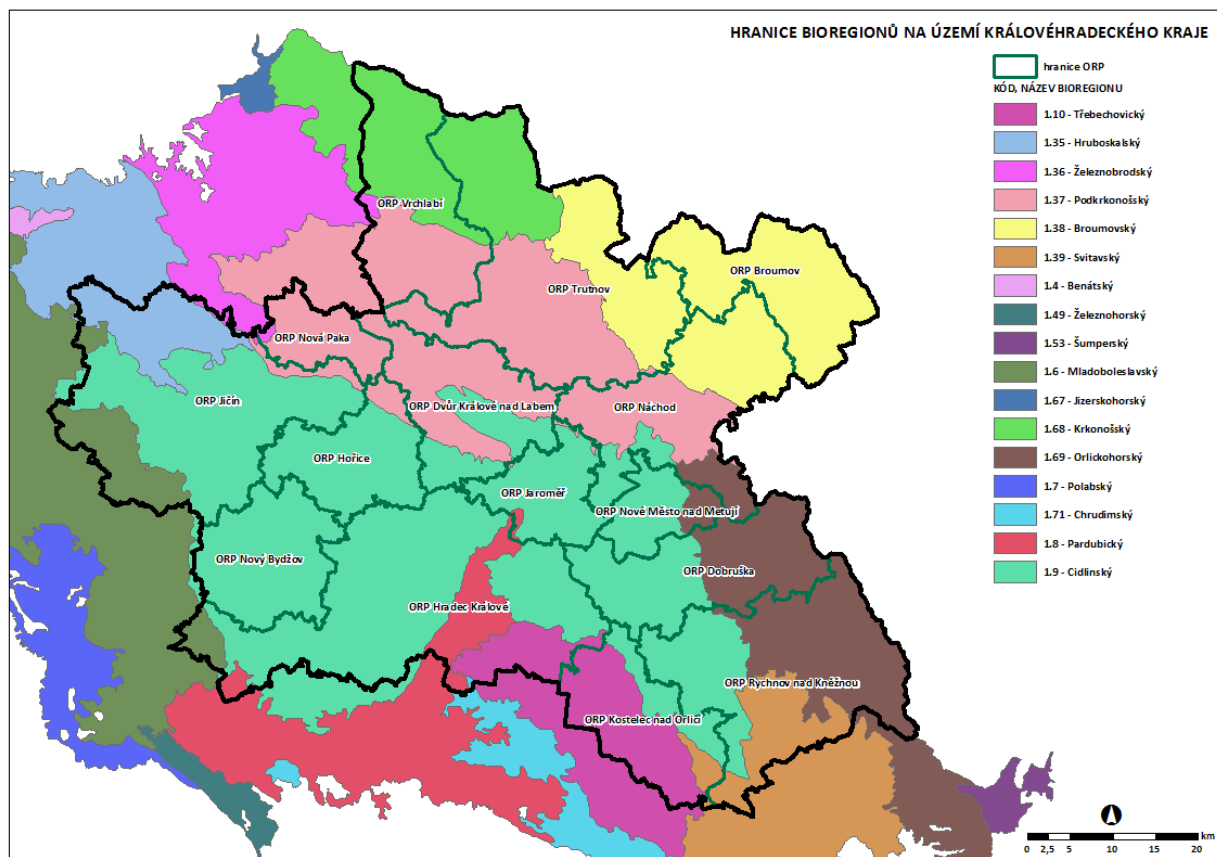 HRANICE BIOREGIONŮ NA ÚZEMÍ KRÁLOVÉHRADECKÉHO KRAJE
hranice ORP
KÓD, NÁZEV BIOREGIONU
1.10 - Třebechovický
1.35 - Hruboskalský
1.36 - Železnobrodský
1.37 - Podkrkonošský
1.38 - Broumovský
1.39 - Svitavský
1.4 - Benátský
1.49 - Železnohorský
1.53 - Šumperský
1.6 - Mladoboleslavský
1.67 - Jizerskohorský
1.68 - Krkonošský
1.69 - Orlickohorský
1.7 - Polabský
1.71 - Chrudimský
1.8 - Pardubický
1.9 - Cidlinský
ORP Vrchlabí
ORP Broumov
ORP Trutnov
ORP Nová Paka
ORP Jičín
ORP Dvůr Králové nad Labem
ORP Náchod
ORP Hořice
ORP Jaroměř
ORP Nové Město nad Metují
ORP Nový Bydžov
ORP Dobruška
ORP Hradec Králové
ORP Rychnov nad Kněžnou
ORP Kostelec nad Orlicí
km
0 2,5 5 10 15 20